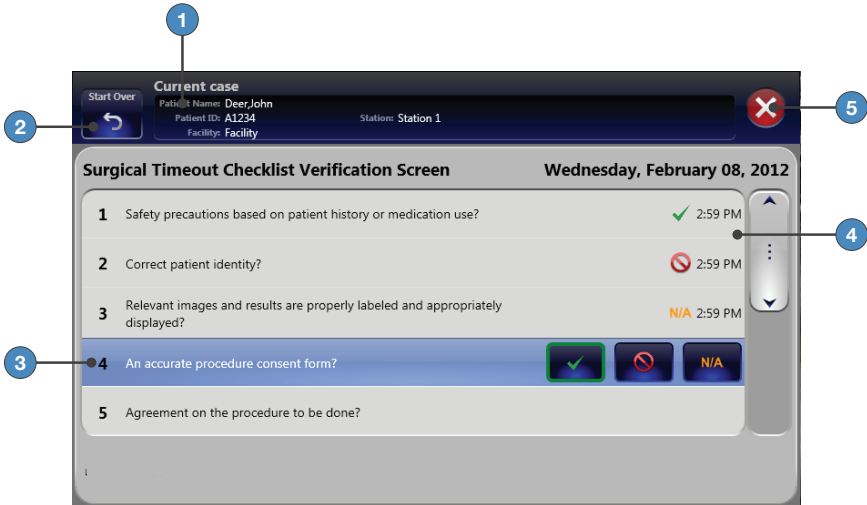 1
Start Over
Current case
Patient Name: Deer,John
Patient ID: A1234
Station: Station 1
Facility: Facility
2
5
Surgical Timeout Checklist Verification Screen
Wednesday, February 08, 2012
1 Safety precautions based on patient history or medication use? 2:59 PM
4
2 Correct patient identity? 2:59 PM
3 Relevant images and results are properly labeled and appropriately
displayed?
N/A 2:59 PM
3
4 An accurate procedure consent form? N/A
5 Agreement on the procedure to be done?